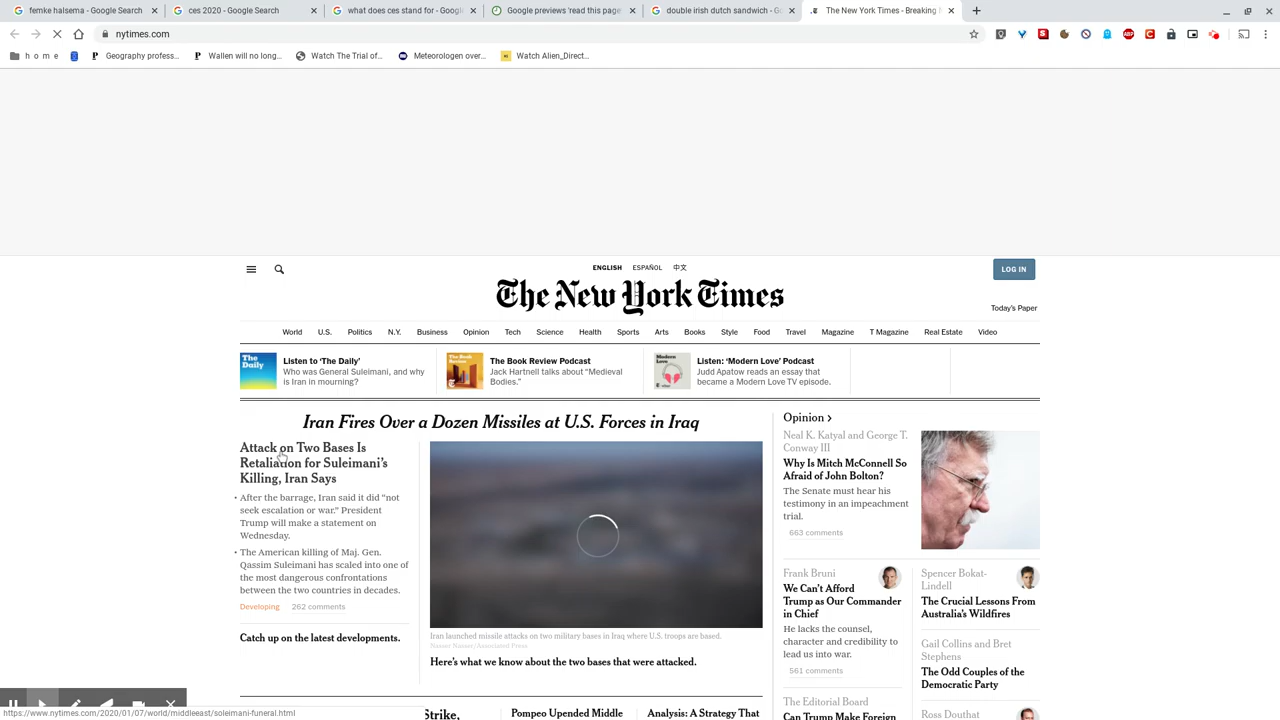 femke halsema - Google Search
ces 2020 - Google Search
what does ces stand for - Googl
Google previews 'read this page
double irish dutch sandwich - Go
The New York Times - Breaking N
nytimes.com
h o m e
Geography profess...
Wallen will no long...
Watch The Trial of...
Meteorologen over...
Watch Alien_Direct...
ENGLISH ESPAÑOL 中文
LOG IN
The New York Times
Today's Paper
World U.S. Politics N.Y. Business Opinion Tech Science Health Sports Arts Books Style Food Travel Magazine T Magazine Real Estate Video
The Daily
Listen to 'The Daily'
Who was General Suleimani, and why
is Iran in mourning?
The Book Review
The Book Review Podcast
Jack Hartnell talks about “Medieval
Bodies.”
Modern Love
Listen: 'Modern Love' Podcast
Judd Apatow reads an essay that
became a Modern Love TV episode.
Iran Fires Over a Dozen Missiles at U.S. Forces in Iraq
Attack on Two Bases Is
Retaliation for Suleimani’s
Killing, Iran Says
• After the barrage, Iran said it did “not
seek escalation or war.” President
Trump will make a statement on
Wednesday.
• The American killing of Maj. Gen.
Qassim Suleimani has scaled into one of
the most dangerous confrontations
between the two countries in decades.
Developing 262 comments
Catch up on the latest developments.
Iran launched missile attacks on two military bases in Iraq where U.S. troops are based.
Nasser Nasser/Associated Press
Here’s what we know about the two bases that were attacked.
Strike,
Pompeo Upended Middle
Analysis: A Strategy That
Opinion >
Neal K. Katyal and George T.
Conway III
Why Is Mitch McConnell So
Afraid of John Bolton?
The Senate must hear his
testimony in an impeachment
trial.
663 comments
Frank Bruni
We Can’t Afford
Trump as Our Commander
in Chief
He lacks the counsel,
character and credibility to
lead us into war.
561 comments
The Editorial Board
Can Trump Make Foreign
Spencer Bokat-
Lindell
The Crucial Lessons From
Australia’s Wildfires
Gail Collins and Bret
Stephens
The Odd Couples of the
Democratic Party
Ross Douthat
https://www.nytimes.com/2020/01/07/world/middleeast/soleimani-funeral.html